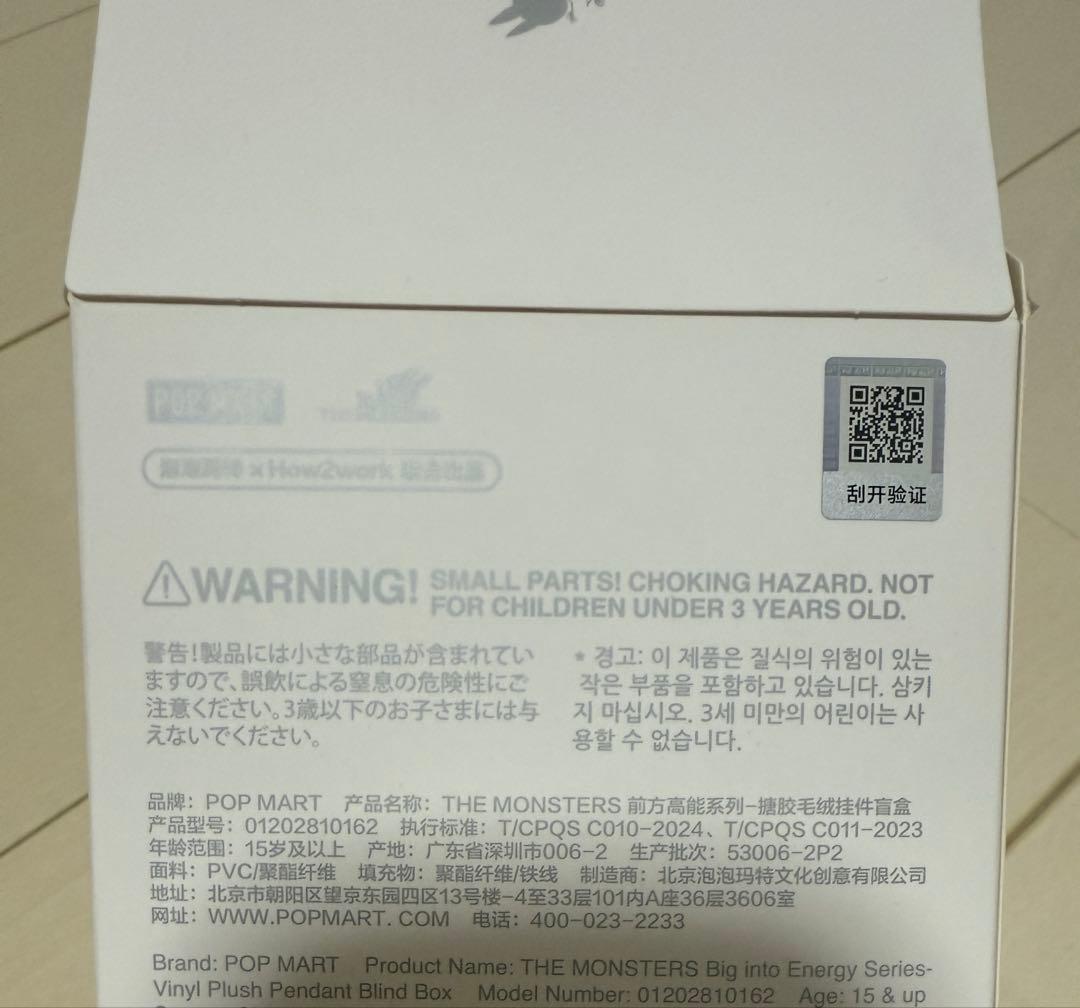 POP MART
刮开验证
× How2work
WARNING! SMALL PARTS! CHOKING HAZARD. NOT
FOR CHILDREN UNDER 3 YEARS OLD.
警告!製品には小さな部品が含まれてい
ますので、誤飲による窒息の危険性にご
注意ください。3歳以下のお子さまには与
えないでください。
* 경고: 이 제품은 질식의 위험이 있는
작은 부품을 포함하고 있습니다. 삼키
지 마십시오. 3세 미만의 어린이는 사
용할 수 없습니다.
品牌: POP MART 产品名称: THE MONSTERS 前方高能系列-搪胶毛绒挂件盲盒
产品型号: 01202810162 执行标准: T/CPQS C010-2024、T/CPQS C011-2023
年龄范围: 15岁及以上 产地: 广东省深圳市006-2 生产批次: 53006-2P2
面料: PVC/聚酯纤维 填充物: 聚酯纤维/铁线 制造商: 北京泡泡玛特文化创意有限公司
地址: 北京市朝阳区望京东园四区13号楼-4至33层101内A座36层3606室
网址: WWW.POPMART.COM 电话: 400-023-2233
Brand: POP MART Product Name: THE MONSTERS Big into Energy Series-
Vinyl Plush Pendant Blind Box Model Number: 01202810162 Age: 15 & up